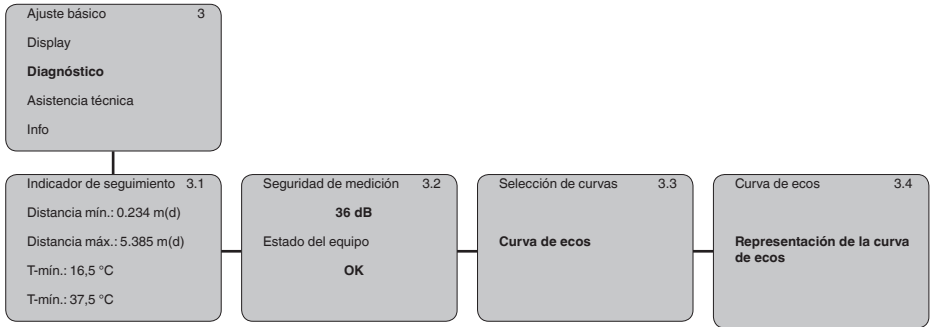 Ajuste básico 3
Display
Diagnóstico
Asistencia técnica
Info
Indicador de seguimiento 3.1
Distancia mín.: 0.234 m(d)
Distancia máx.: 5.385 m(d)
T-mín.: 16,5 °C
T-mín.: 37,5 °C
Seguridad de medición 3.2
36 dB
Estado del equipo
OK
Selección de curvas 3.3
Curva de ecos
Curva de ecos 3.4
Representación de la curva
de ecos